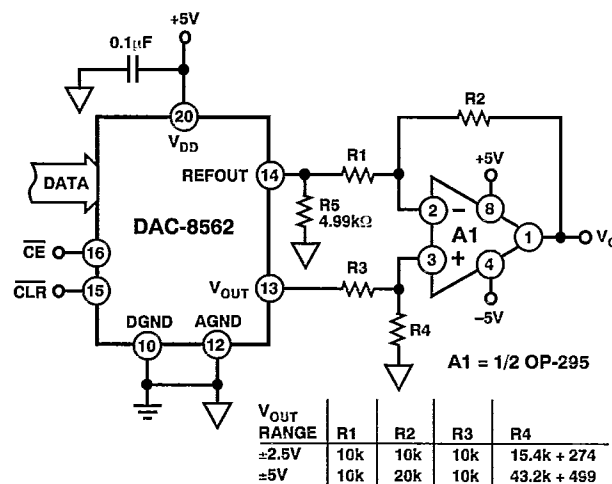 +5V
0.1μF
20
VDD
R2
DATA
REFOUT
14
R1
+5V
R5
4.99kΩ
2
−
8
DAC-8562
A1
1
CE
16
3
+
4
CLR
15
VOUT
13
R3
−5V
R4
DGND
AGND
10
12
A1 = 1/2 OP-295
VOUT
RANGE R1 R2 R3 R4
±2.5V 10k 10k 10k 15.4k + 274
±5V 10k 20k 10k 43.2k + 499